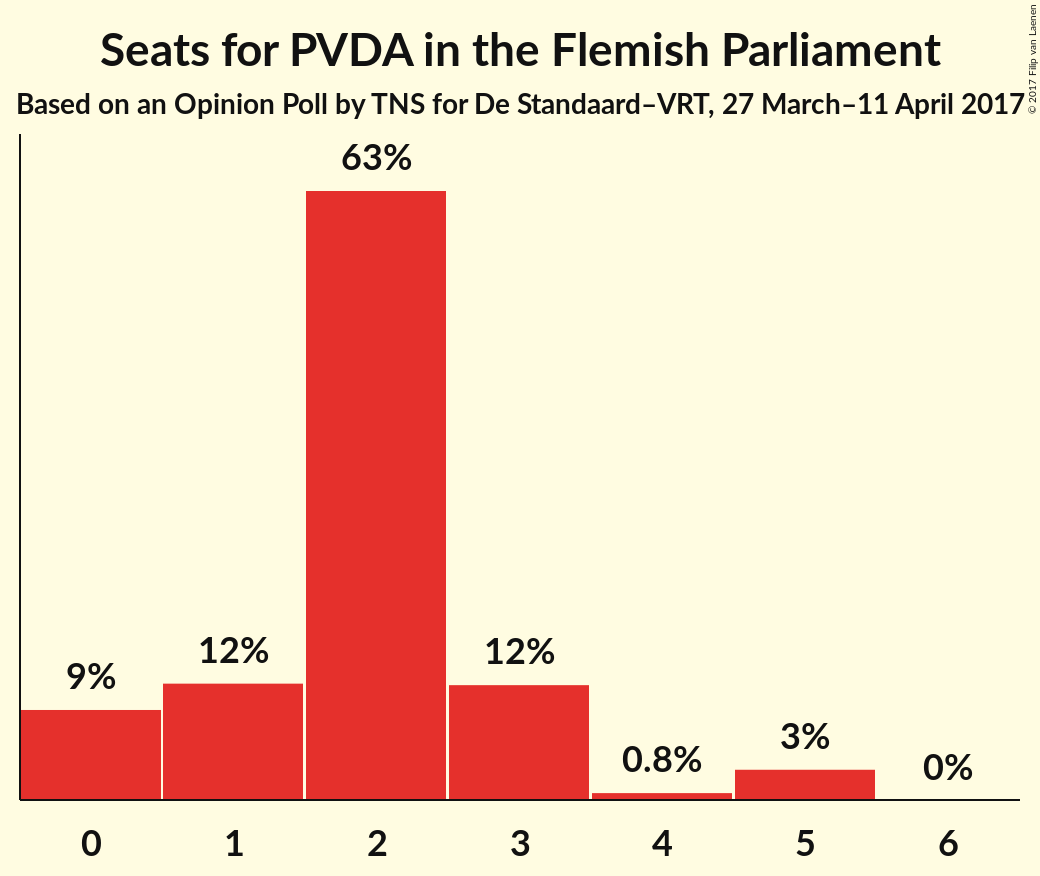 Seats for PVDA in the Flemish Parliament
Based on an Opinion Poll by TNS for De Standaard–VRT, 27 March–11 April 2017
© 2017 Filip van Laenen
63%
12%
12%
9%
3%
0.8%
0%
0 1 2 3 4 5 6